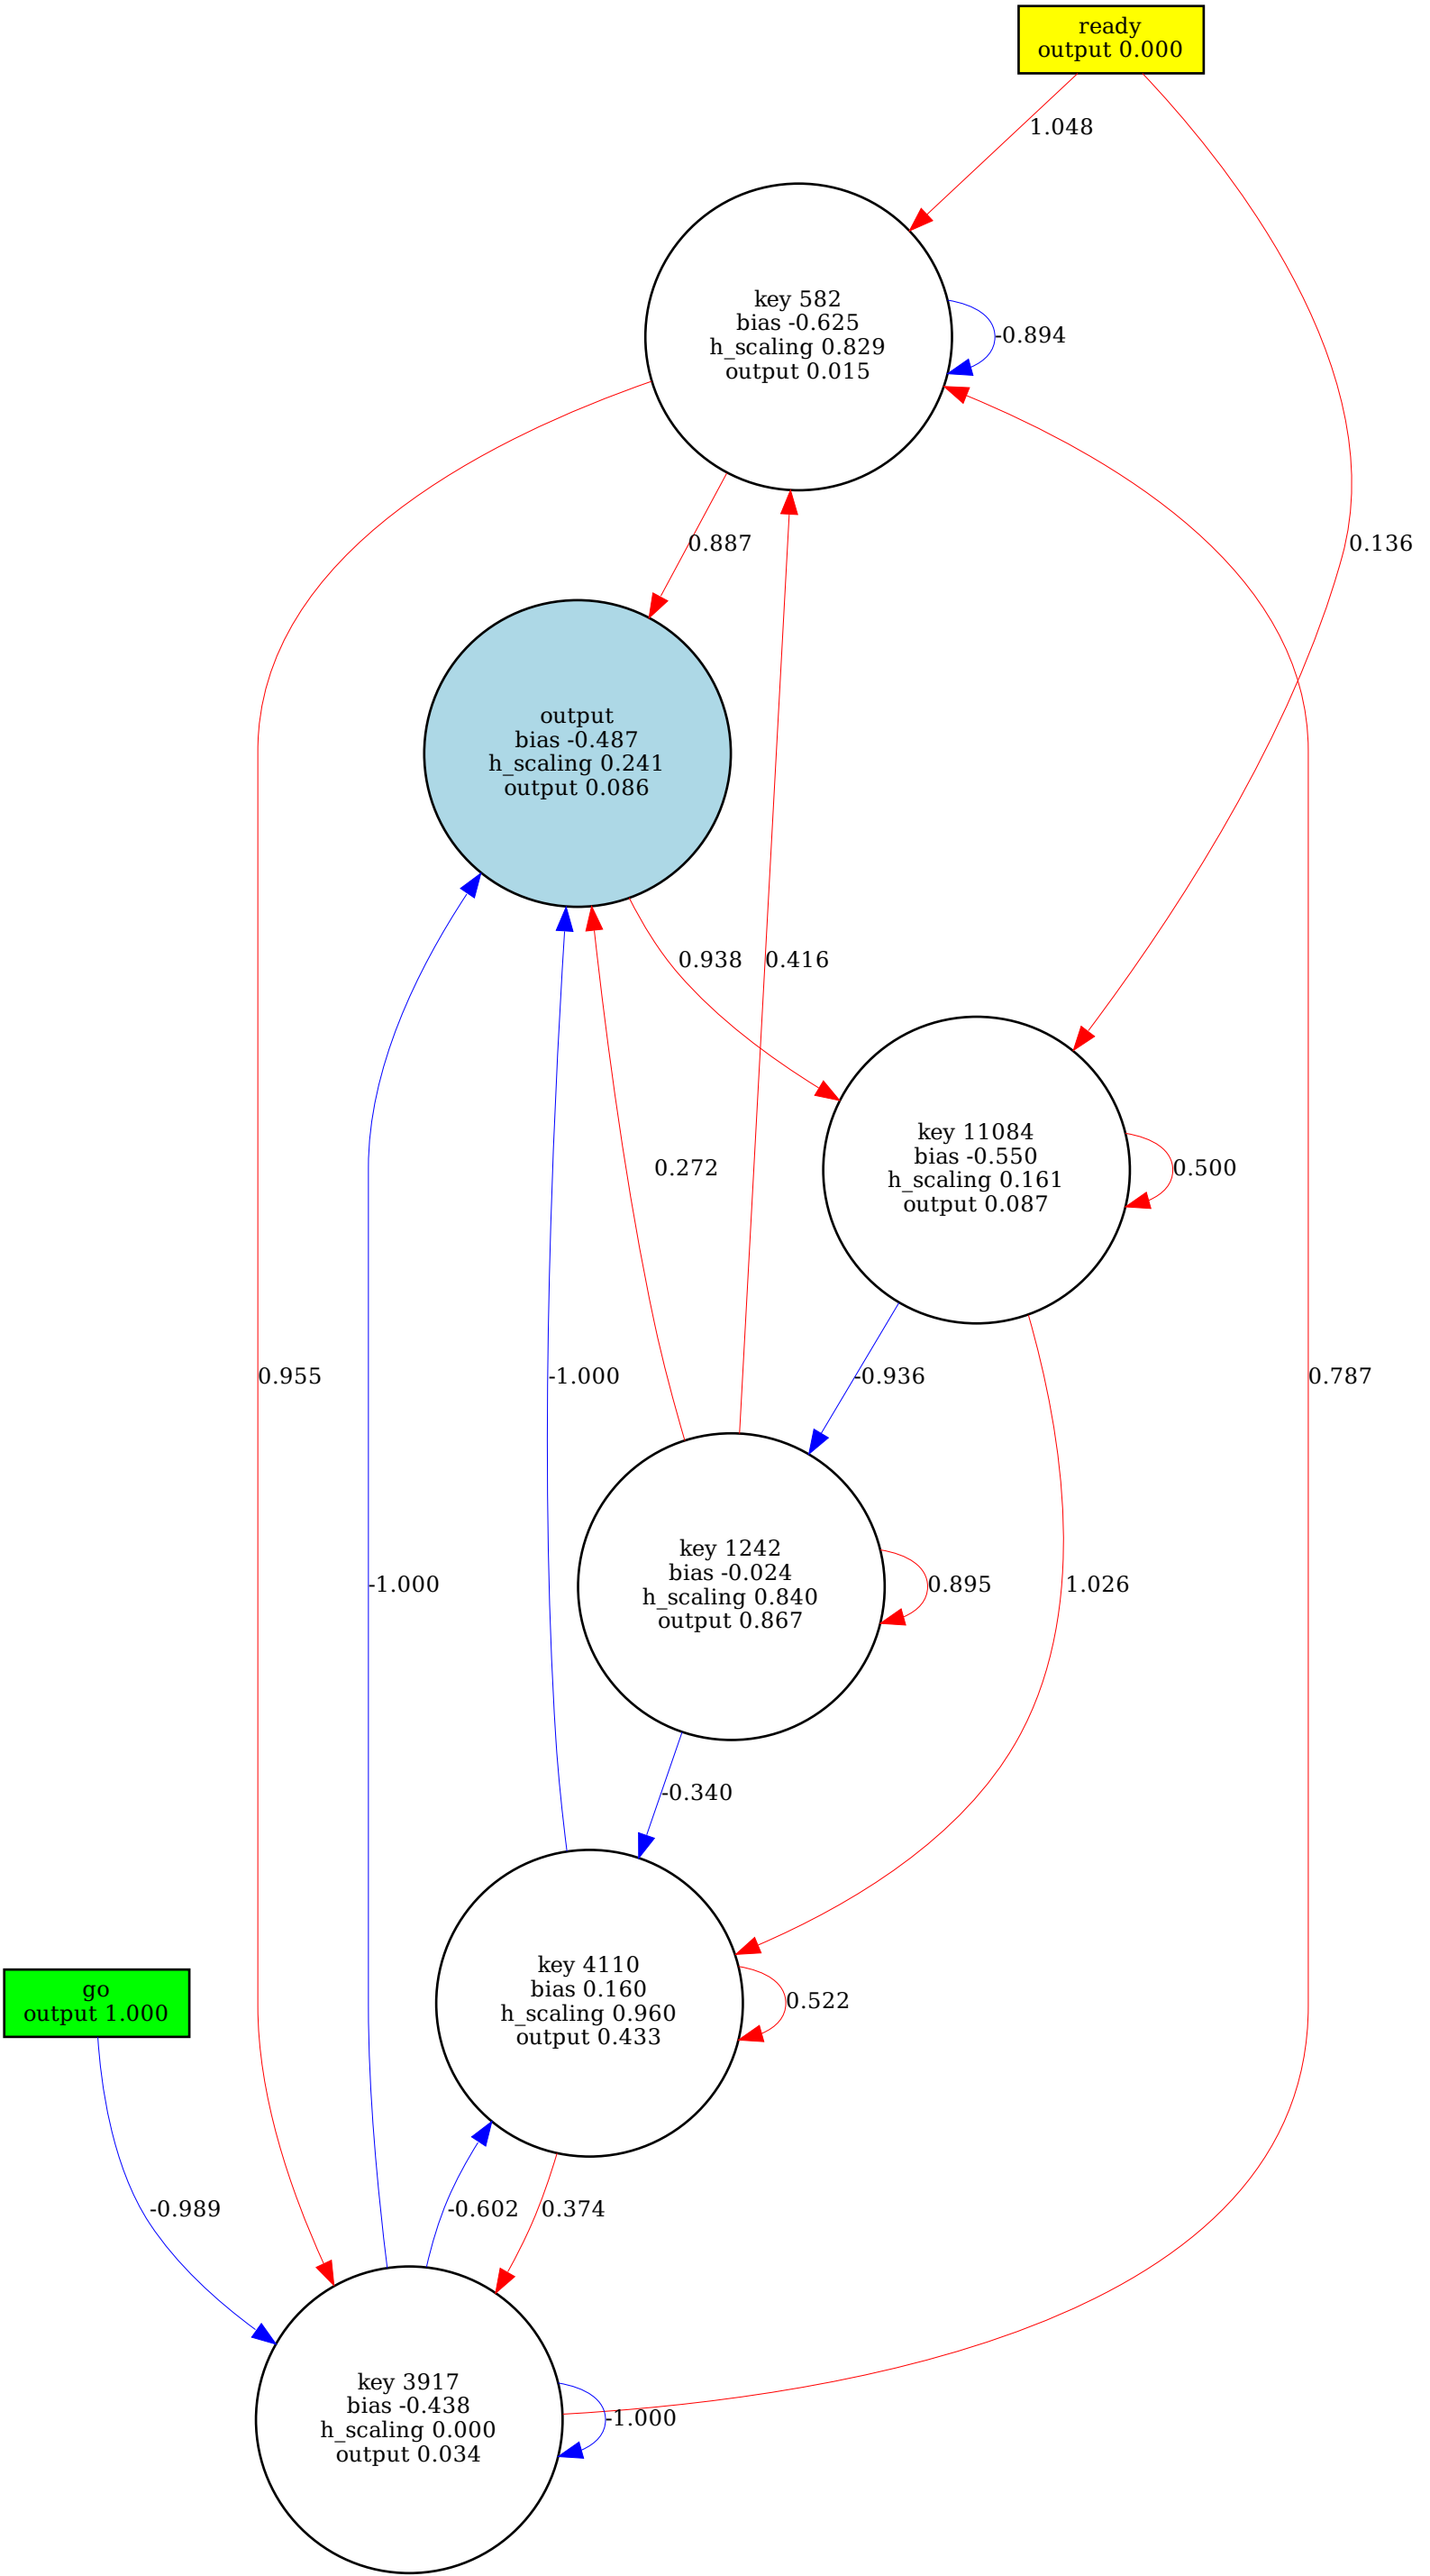 ready
output 0.000
1.048
key 582
bias -0.625
h_scaling 0.829
output 0.015
-0.894
0.887
0.136
output
bias -0.487
h_scaling 0.241
output 0.086
0.938
0.416
key 11084
bias -0.550
h_scaling 0.161
output 0.087
0.272
0.500
0.955
-1.000
-0.936
0.787
key 1242
bias -0.024
h_scaling 0.840
output 0.867
-1.000
0.895
1.026
-0.340
go
output 1.000
key 4110
bias 0.160
h_scaling 0.960
output 0.433
0.522
-0.989
-0.602
0.374
key 3917
bias -0.438
h_scaling 0.000
output 0.034
-1.000